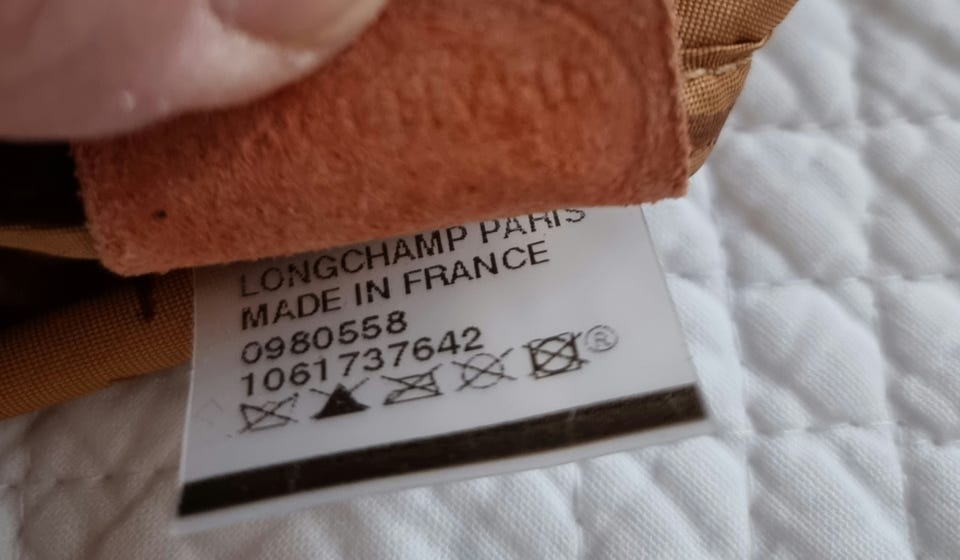 LONGCHAMP PARIS
MADE IN FRANCE
0980558
1061737642
®